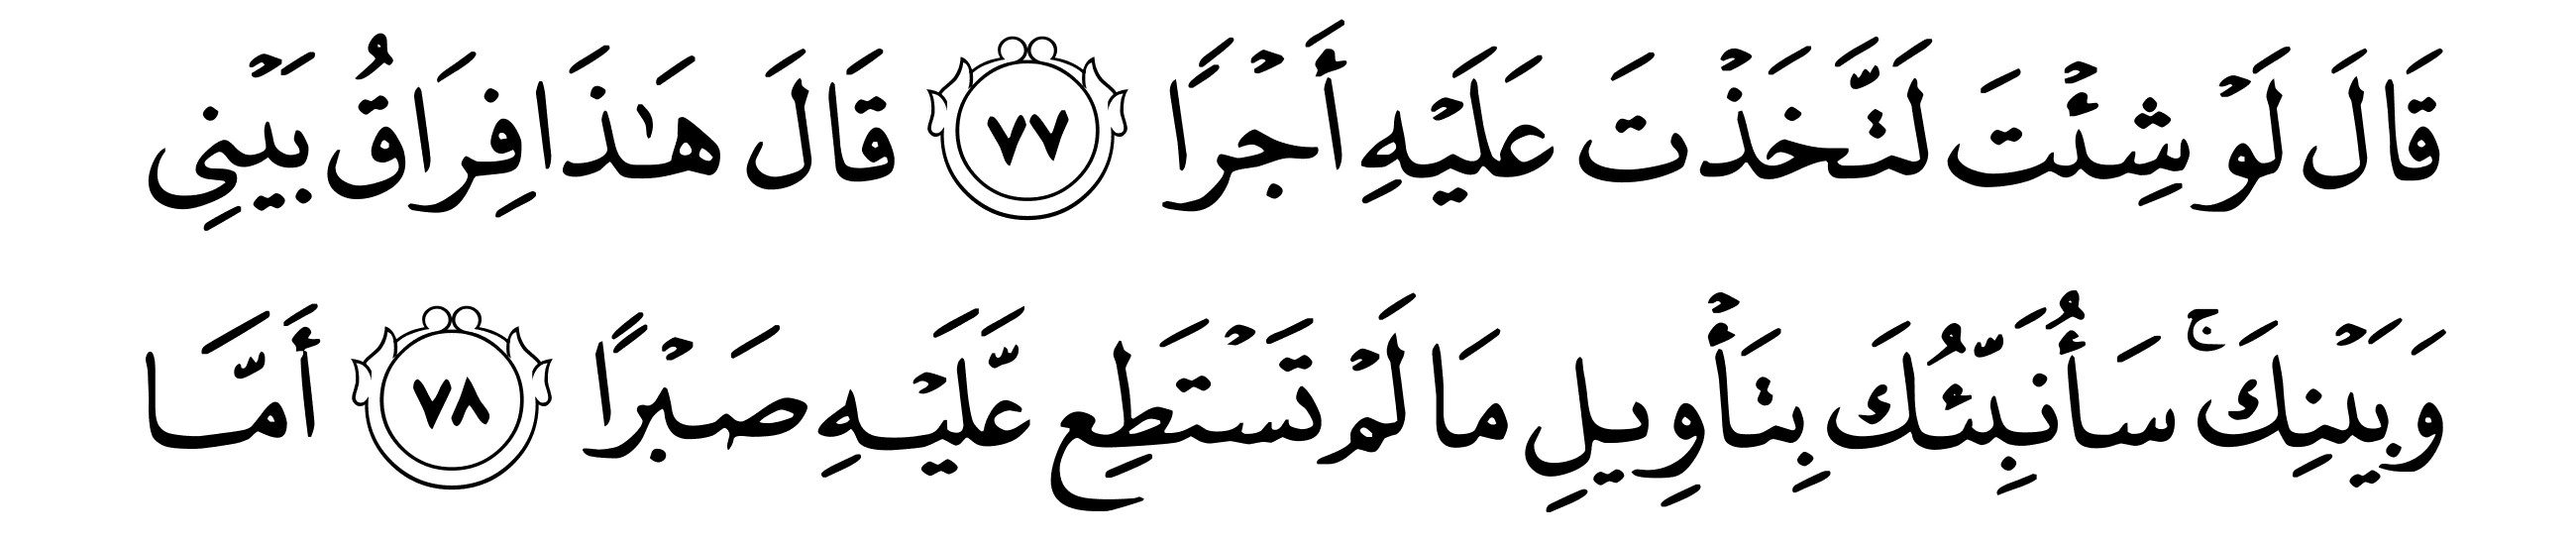 قَالَ لَوۡ شِئۡتَ لَتَّخَذۡتَ عَلَيۡهِ أَجۡرًا ٧٧ قَالَ هَٰذَا فِرَاقُ بَيۡنِي
وَبَيۡنِكَۚ سَأُنَبِّئُكَ بِتَأۡوِيلِ مَا لَمۡ تَسۡتَطِع عَّلَيۡهِ صَبۡرًا ٧٨ أَمَّا